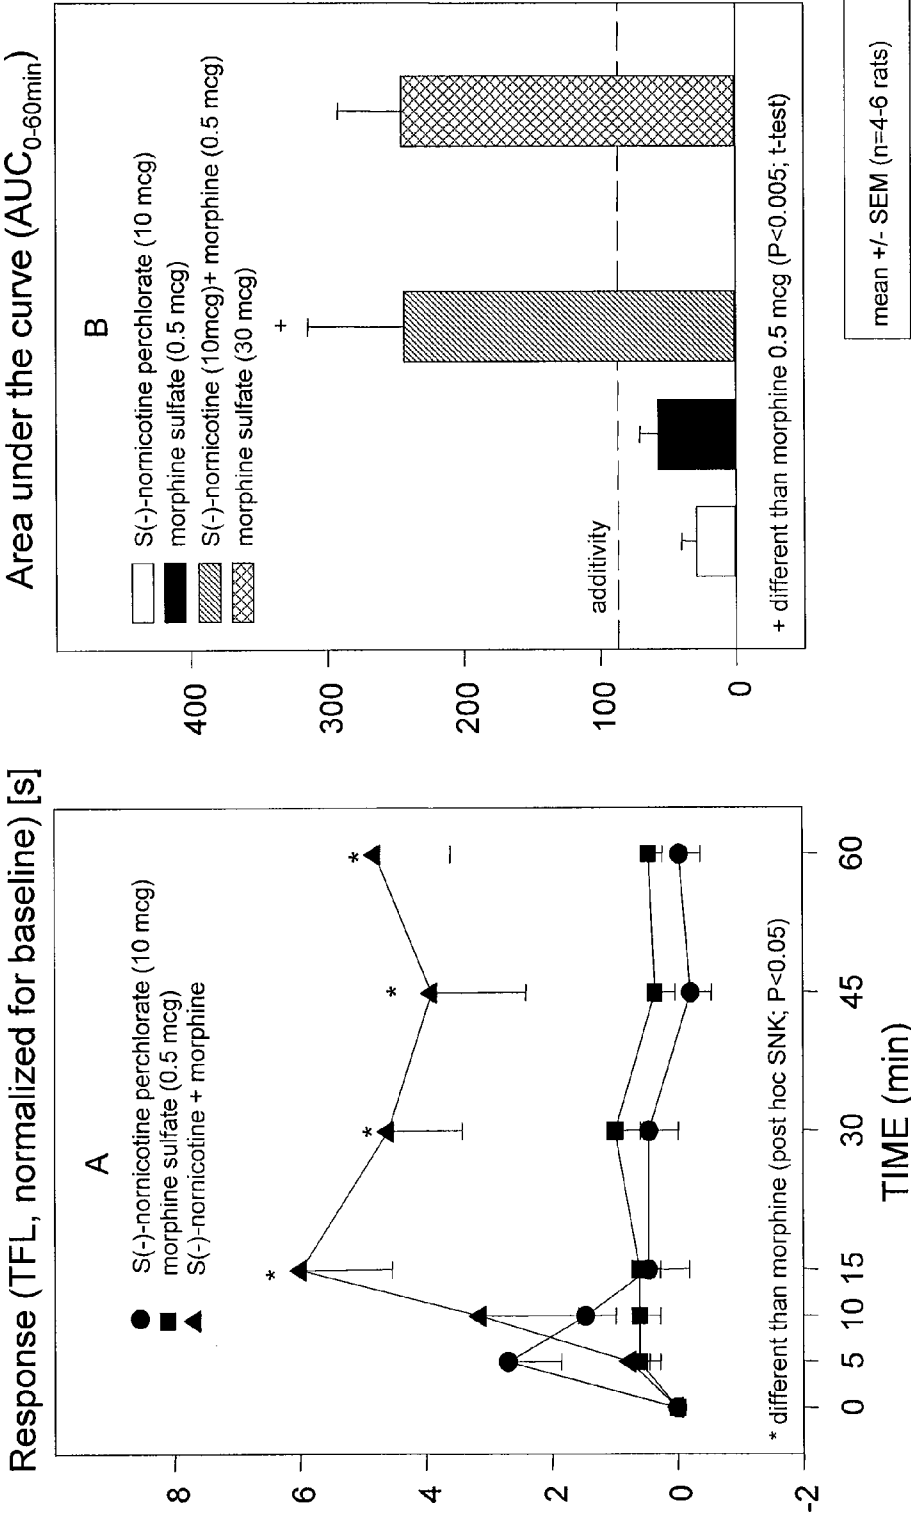 Response (TFL, normalized for baseline) [s]
A
S(-)-nornicotine perchlorate (10 mcg)
morphine sulfate (0.5 mcg)
S(-)-nornicotine + morphine
8
6
4
2
0
-2
*
*
*
*
* different than morphine (post hoc SNK; P<0.05)
0 5 10 15 30 45 60
TIME (min)
Area under the curve (AUC0-60min)
B
S(-)-nornicotine perchlorate (10 mcg)
morphine sulfate (0.5 mcg)
S(-)-nornicotine (10mcg)+ morphine (0.5 mcg)
morphine sulfate (30 mcg)
400
300
200
100
0
+
additivity
+ different than morphine 0.5 mcg (P<0.005; t-test)
mean +/- SEM (n=4-6 rats)